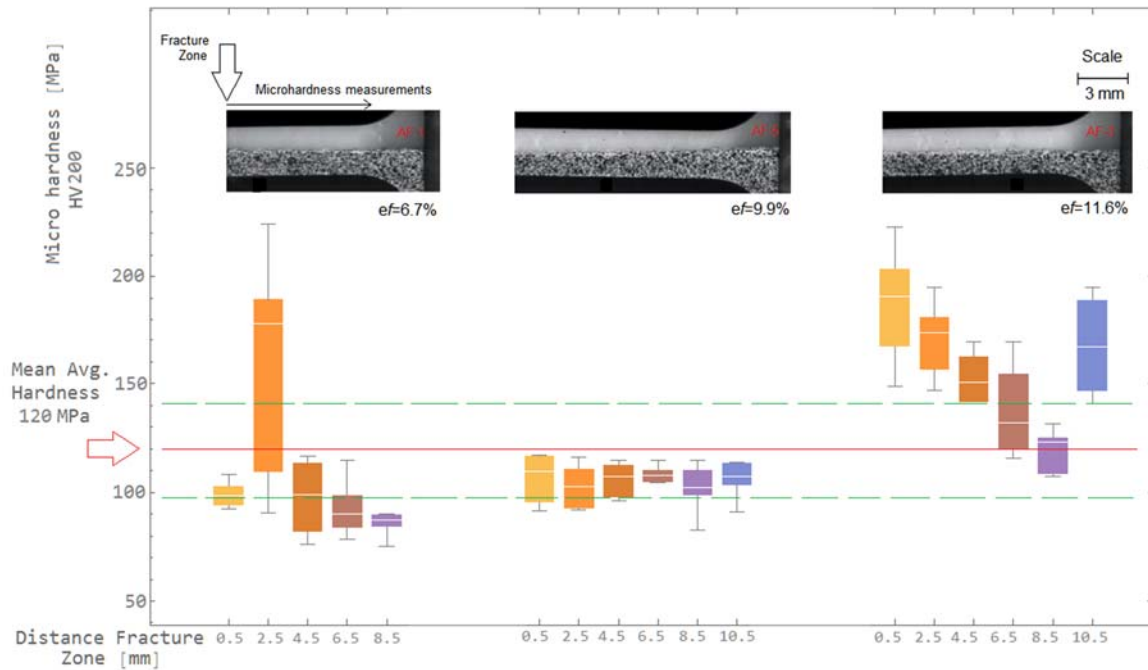 Fracture
Zone
Microhardness measurements
Scale
3 mm
AF-
AF-
ef=6.7%
ef=9.9%
ef=11.6%
Micro hardness [MPa]
HV200
250
200
150
100
50
Mean Avg.
Hardness
120 MPa
0.5 2.5 4.5 6.5 8.5 0.5 2.5 4.5 6.5 8.5 10.5 0.5 2.5 4.5 6.5 8.5 10.5
Distance Fracture
Zone [mm]